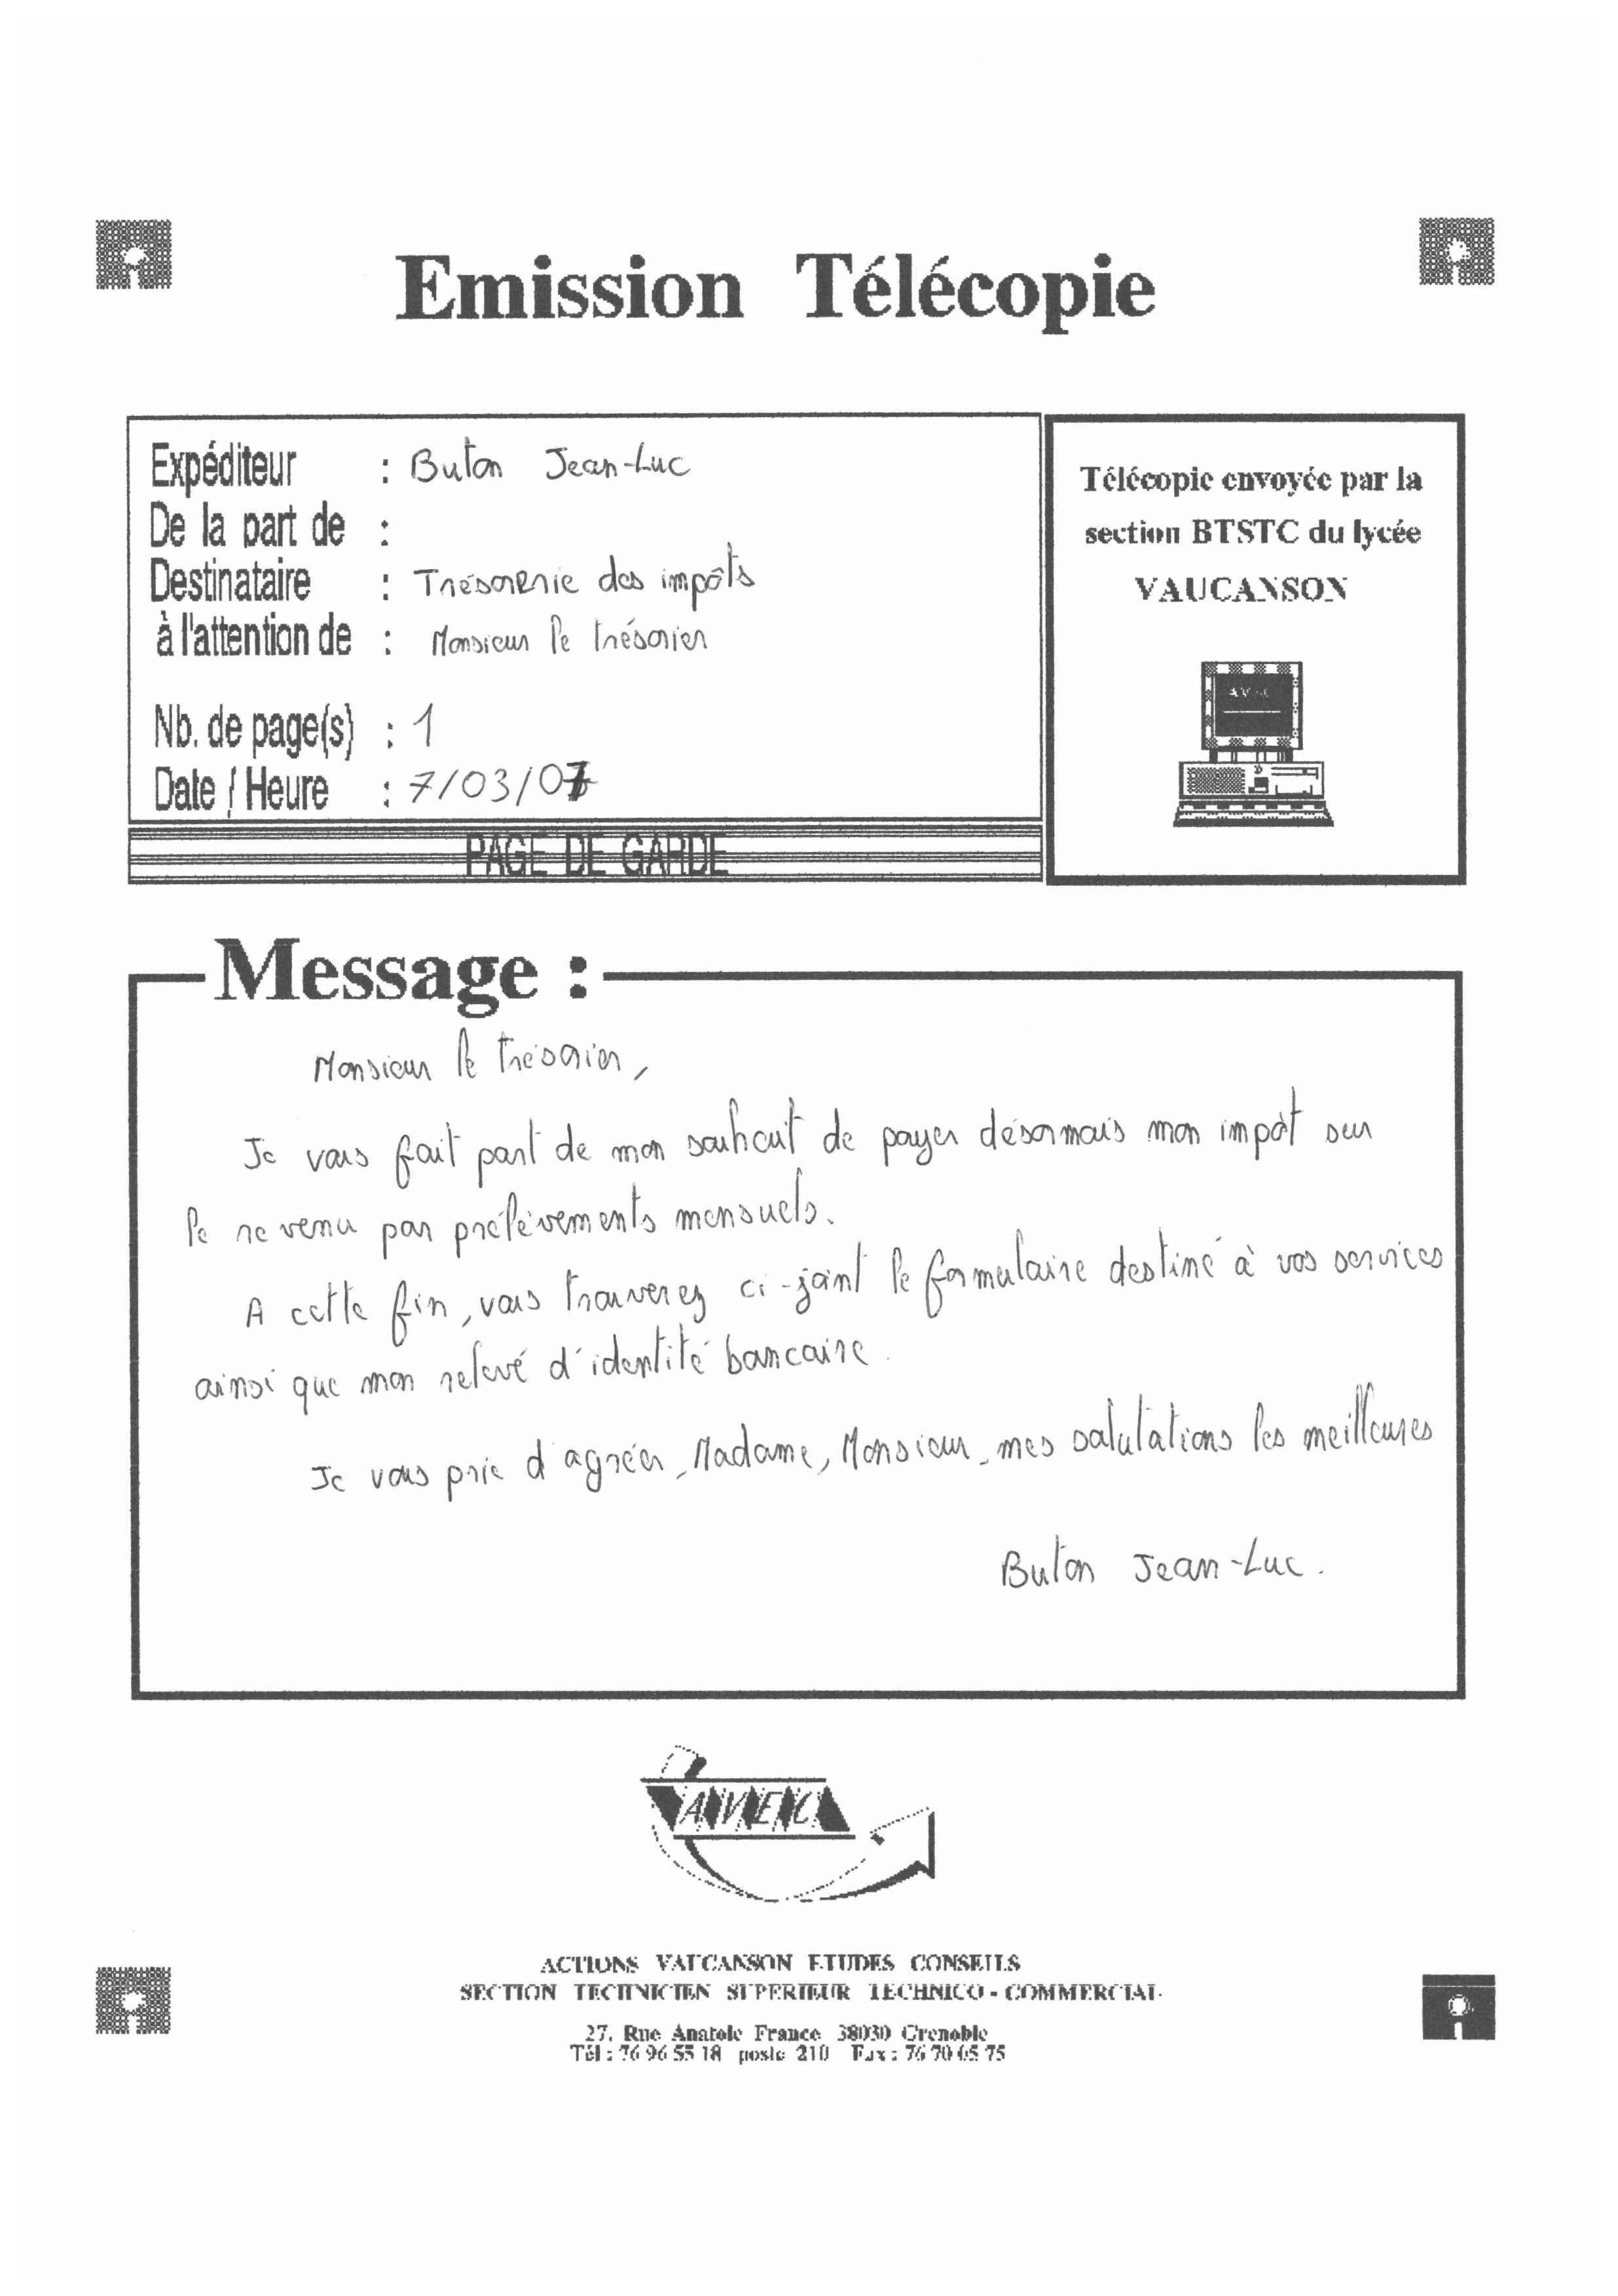 Emission Télécopie
Expéditeur : Buton Jean-Luc
De la part de :
Destinataire : Trésorerie des impôts
à l'attention de : Monsieur le trésorier
Nb. de page(s) : 1
Date / Heure : 7/03/07
PAGE DE GARDE
Télécopie envoyée par la
section BTSTC du lycée
VAUCANSON
AVEC
Message :
Monsieur le trésorier,
Je vous fait part de mon souhait de payer désormais mon impôt sur
le revenu par prélèvements mensuels.
A cette fin, vous trouverez ci-joint le formulaire destiné à vos services
ainsi que mon relevé d'identité bancaire.
Je vous prie d'agréer, Madame, Monsieur, mes salutations les meilleures
Buton Jean-Luc.
AVEC
ACTIONS VAUCANSON ETUDES CONSEILS
SECTION TECHNICIEN SUPERIEUR TECHNICO - COMMERCIAL
27, Rue Anatole France 38030 Grenoble
Tél : 76 96 55 18 poste 210 Fax : 76 70 05 75